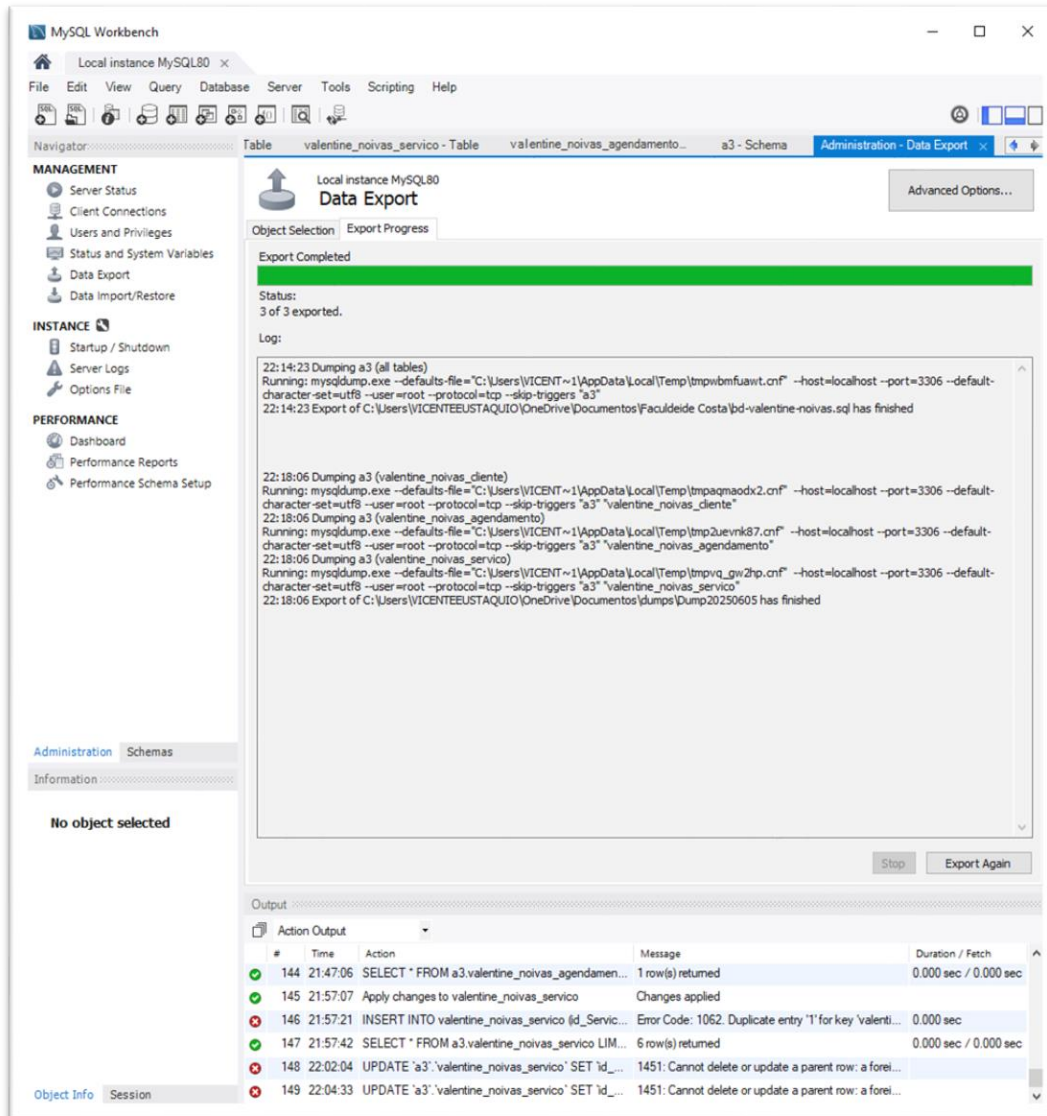 MySQL Workbench
Local instance MySQL80
File Edit View Query Database Server Tools Scripting Help
Navigator
Table valentine_noivas_servico - Table valentine_noivas_agendamento... a3 - Schema Administration - Data Export
MANAGEMENT
Server Status
Client Connections
Users and Privileges
Status and System Variables
Data Export
Data Import/Restore
INSTANCE
Startup / Shutdown
Server Logs
Options File
PERFORMANCE
Dashboard
Performance Reports
Performance Schema Setup
Administration Schemas
Information
No object selected
Object Info Session
Local instance MySQL80
Data Export
Advanced Options...
Object Selection Export Progress
Export Completed
Status:
3 of 3 exported.
Log:
22:14:23 Dumping a3 (all tables)
Running: mysqldump.exe --defaults-file="C:\Users\VICENT~1\AppData\Local\Temp\tmpwbmfuawt.cnf" --host=localhost --port=3306 --default-
character-set=utf8 --user=root --protocol=tcp --skip-triggers "a3"
22:14:23 Export of C:\Users\VICENTEEUSTAQUIO\OneDrive\Documentos\Faculdeide Costa\bd-valentine-noivas.sql has finished
22:18:06 Dumping a3 (valentine_noivas_cliente)
Running: mysqldump.exe --defaults-file="C:\Users\VICENT~1\AppData\Local\Temp\tmpaqmaodx2.cnf" --host=localhost --port=3306 --default-
character-set=utf8 --user=root --protocol=tcp --skip-triggers "a3" "valentine_noivas_cliente"
22:18:06 Dumping a3 (valentine_noivas_agendamento)
Running: mysqldump.exe --defaults-file="C:\Users\VICENT~1\AppData\Local\Temp\tmp2uevnk87.cnf" --host=localhost --port=3306 --default-
character-set=utf8 --user=root --protocol=tcp --skip-triggers "a3" "valentine_noivas_agendamento"
22:18:06 Dumping a3 (valentine_noivas_servico)
Running: mysqldump.exe --defaults-file="C:\Users\VICENT~1\AppData\Local\Temp\tmpvq_gw2hp.cnf" --host=localhost --port=3306 --default-
character-set=utf8 --user=root --protocol=tcp --skip-triggers "a3" "valentine_noivas_servico"
22:18:06 Export of C:\Users\VICENTEEUSTAQUIO\OneDrive\Documentos\dumps\Dump20250605 has finished
Stop Export Again
Output
Action Output
# Time Action Message Duration / Fetch
144 21:47:06 SELECT * FROM a3.valentine_noivas_agendamen... 1 row(s) returned 0.000 sec / 0.000 sec
145 21:57:07 Apply changes to valentine_noivas_servico Changes applied
146 21:57:21 INSERT INTO valentine_noivas_servico (id_Servic... Error Code: 1062. Duplicate entry '1' for key 'valenti... 0.000 sec
147 21:57:42 SELECT * FROM a3.valentine_noivas_servico LIM... 6 row(s) returned 0.000 sec / 0.000 sec
148 22:02:04 UPDATE `a3`.`valentine_noivas_servico` SET `id_... 1451: Cannot delete or update a parent row: a forei...
149 22:04:33 UPDATE `a3`.`valentine_noivas_servico` SET `id_... 1451: Cannot delete or update a parent row: a forei...